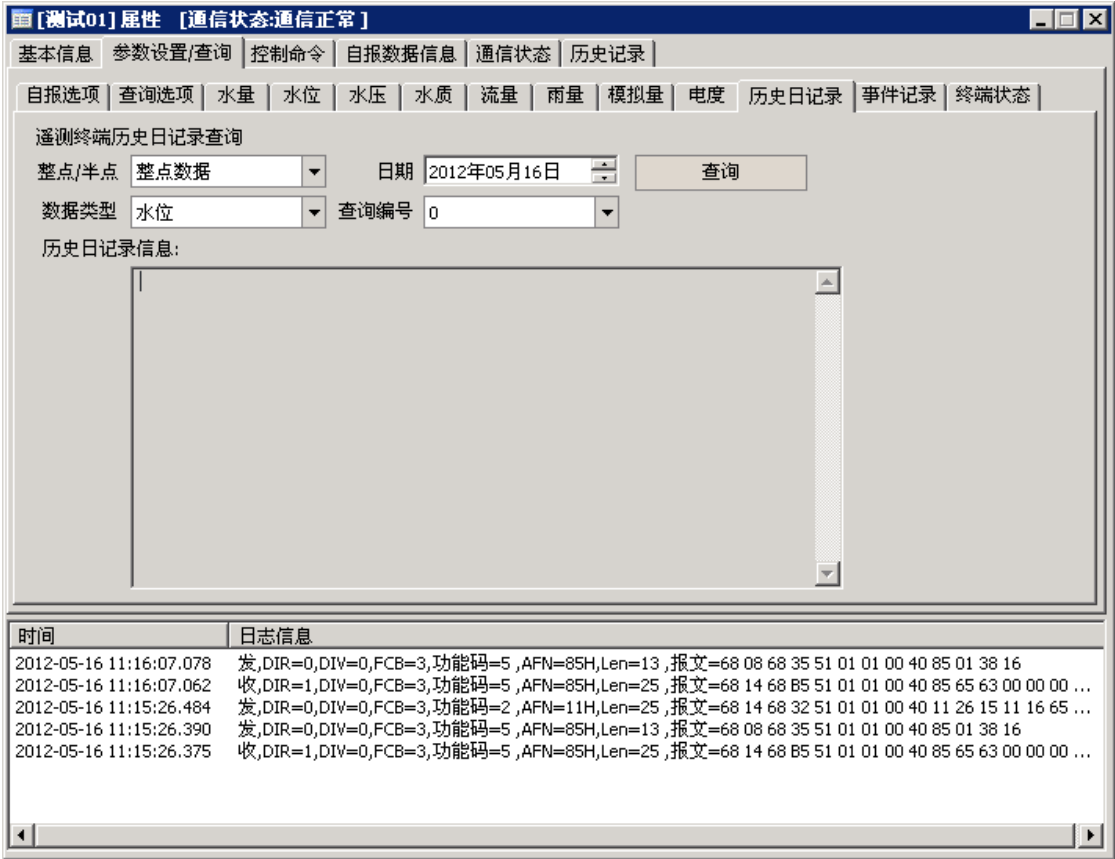 [测试01]属性 [通信状态:通信正常]
基本信息 参数设置/查询 控制命令 自报数据信息 通信状态 历史记录
自报选项 查询选项 水量 水位 水压 水质 流量 雨量 模拟量 电度 历史日记录 事件记录 终端状态
遥测终端历史日记录查询
整点/半点 整点数据 日期 2012年05月16日 查询
数据类型 水位 查询编号 0
历史日记录信息:
时间 日志信息
2012-05-16 11:16:07.078 发,DIR=0,DIV=0,FCB=3,功能码=5 ,AFN=85H,Len=13 ,报文=68 08 68 35 51 01 01 00 40 85 01 38 16
2012-05-16 11:16:07.062 收,DIR=1,DIV=0,FCB=3,功能码=5 ,AFN=85H,Len=25 ,报文=68 14 68 B5 51 01 01 00 40 85 65 63 00 00 00 ...
2012-05-16 11:15:26.484 发,DIR=0,DIV=0,FCB=3,功能码=2 ,AFN=11H,Len=25 ,报文=68 14 68 32 51 01 01 00 40 11 26 15 11 16 65 ...
2012-05-16 11:15:26.390 发,DIR=0,DIV=0,FCB=3,功能码=5 ,AFN=85H,Len=13 ,报文=68 08 68 35 51 01 01 00 40 85 01 38 16
2012-05-16 11:15:26.375 收,DIR=1,DIV=0,FCB=3,功能码=5 ,AFN=85H,Len=25 ,报文=68 14 68 B5 51 01 01 00 40 85 65 63 00 00 00 ...